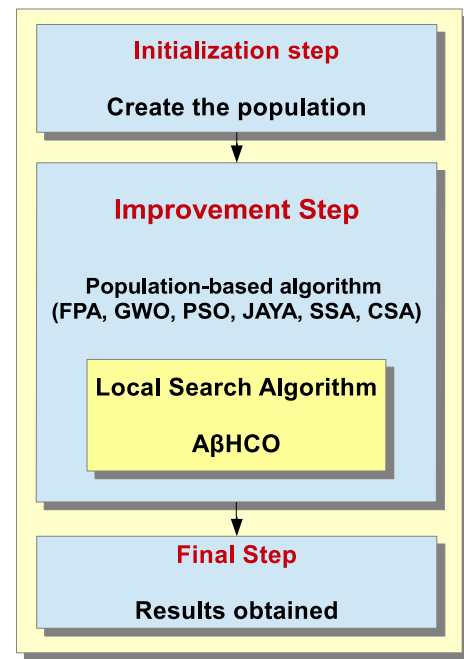 Initialization step
Create the population
Improvement Step
Population-based algorithm
(FPA, GWO, PSO, JAYA, SSA, CSA)
Local Search Algorithm
AβHCO
Final Step
Results obtained